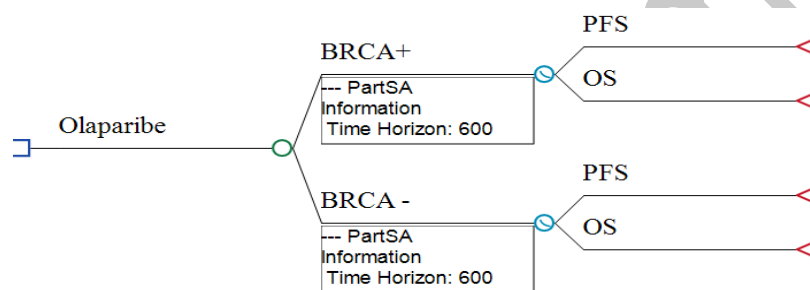 PFS
BRCA+
OS
--- PartSA
Information
Time Horizon: 600
Olaparibe
PFS
BRCA -
OS
--- PartSA
Information
Time Horizon: 600